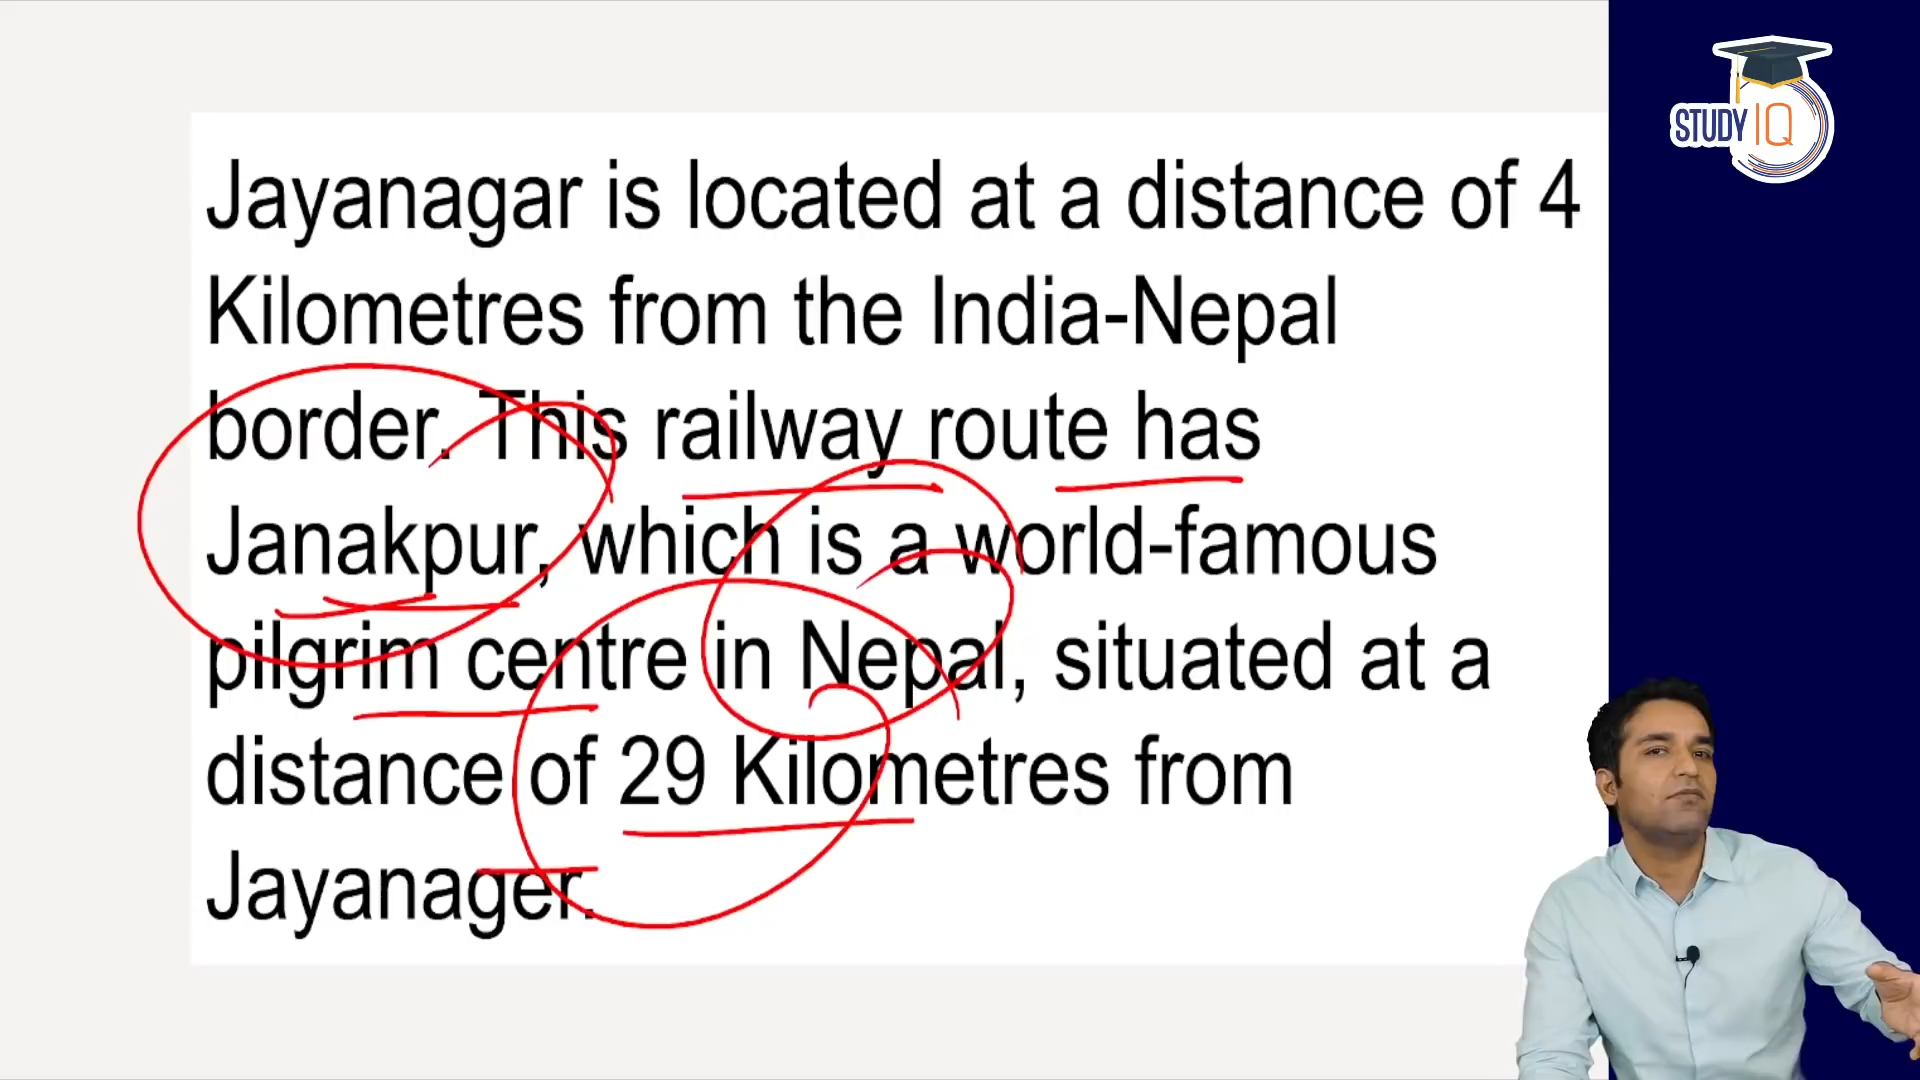 Jayanagar is located at a distance of 4
Kilometres from the India-Nepal
border. This railway route has
Janakpur, which is a world-famous
pilgrim centre in Nepal, situated at a
distance of 29 Kilometres from
Jayanager.
STUDY IQ